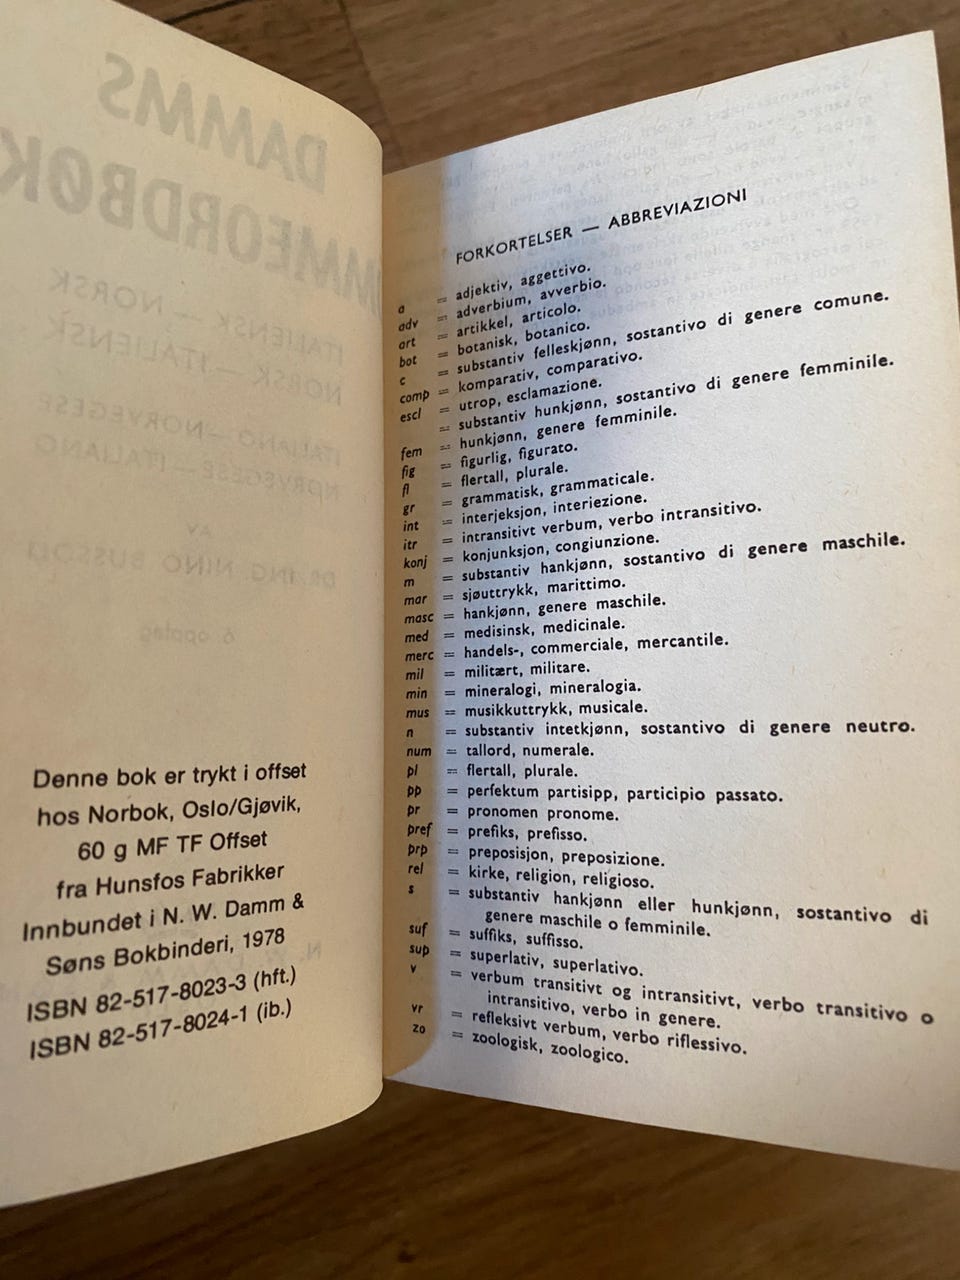 Denne bok er trykt i offset
hos Norbok, Oslo/Gjøvik,
60 g MF TF Offset
fra Hunsfos Fabrikker
Innbundet i N. W. Damm &
Søns Bokbinderi, 1978
ISBN 82-517-8023-3 (hft.)
ISBN 82-517-8024-1 (ib.)
FORKORTELSER — ABBREVIAZIONI
a = adjektiv, aggettivo.
adv = adverbium, avverbio.
art = artikkel, articolo.
bot = botanisk, botanico.
c = substantiv felleskjønn, sostantivo di genere comune.
comp = komparativ, comparativo.
escl = utrop, esclamazione.
= substantiv hunkjønn, sostantivo di genere femminile.
fem = hunkjønn, genere femminile.
fig = figurlig, figurato.
fl = flertall, plurale.
gr = grammatisk, grammaticale.
int = interjeksjon, interiezione.
itr = intransitivt verbum, verbo intransitivo.
konj = konjunksjon, congiunzione.
m = substantiv hankjønn, sostantivo di genere maschile.
mar = sjøuttrykk, marittimo.
masc = hankjønn, genere maschile.
med = medisinsk, medicinale.
merc = handels-, commerciale, mercantile.
mil = militært, militare.
min = mineralogi, mineralogia.
mus = musikkuttrykk, musicale.
n = substantiv intetkjønn, sostantivo di genere neutro.
num = tallord, numerale.
pl = flertall, plurale.
pp = perfektum partisipp, participio passato.
pr = pronomen pronome.
pref = prefiks, prefisso.
prp = preposisjon, preposizione.
rel = kirke, religion, religioso.
s = substantiv hankjønn eller hunkjønn, sostantivo di
genere maschile o femminile.
suf = suffiks, suffisso.
sup = superlativ, superlativo.
v = verbum transitivt og intransitivt, verbo transitivo o
intransitivo, verbo in genere.
vr = refleksivt verbum, verbo riflessivo.
zo = zoologisk, zoologico.